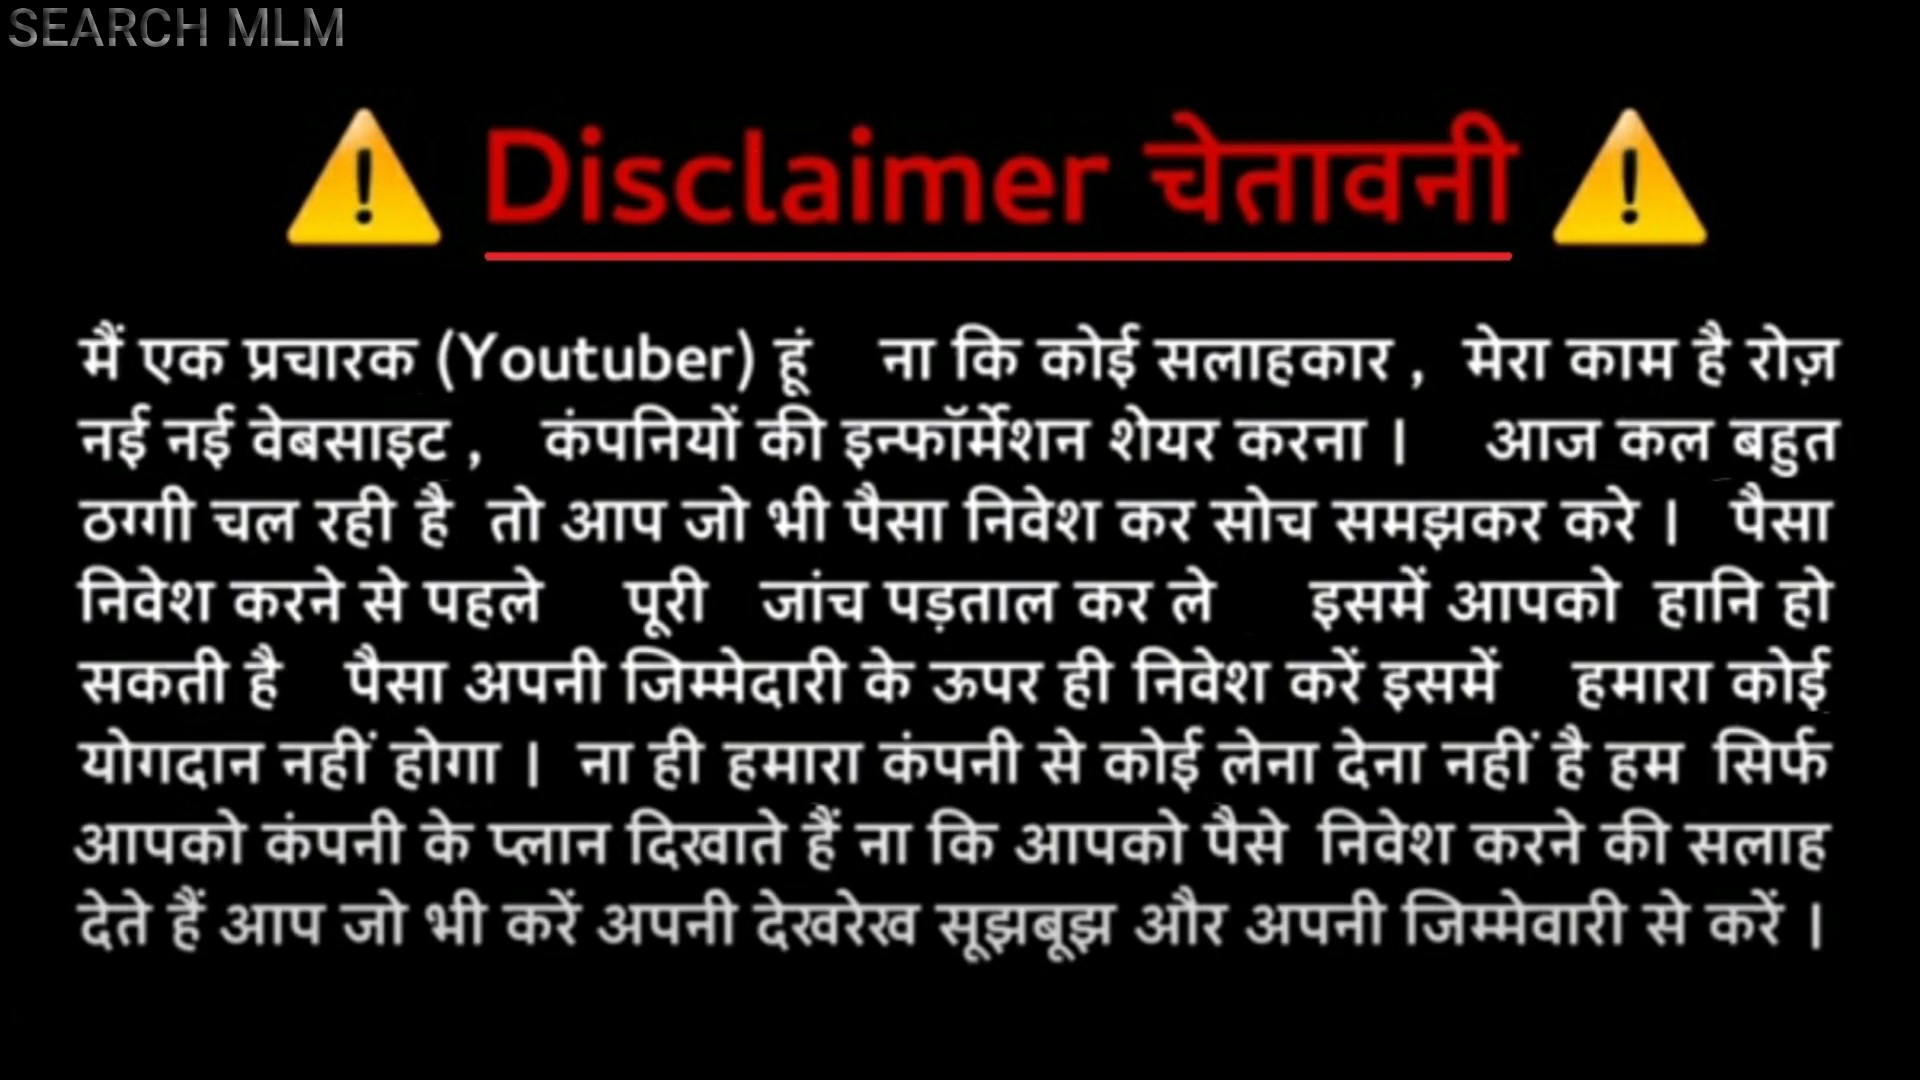 SEARCH MLM
⚠ Disclaimer चेतावनी ⚠
मैं एक प्रचारक (Youtuber) हूं ना कि कोई सलाहकार , मेरा काम है रोज़
नई नई वेबसाइट , कंपनियों की इन्फॉर्मेशन शेयर करना । आज कल बहुत
ठग्गी चल रही है तो आप जो भी पैसा निवेश कर सोच समझकर करे । पैसा
निवेश करने से पहले पूरी जांच पड़ताल कर ले इसमें आपको हानि हो
सकती है पैसा अपनी जिम्मेदारी के ऊपर ही निवेश करें इसमें हमारा कोई
योगदान नहीं होगा । ना ही हमारा कंपनी से कोई लेना देना नहीं है हम सिर्फ
आपको कंपनी के प्लान दिखाते हैं ना कि आपको पैसे निवेश करने की सलाह
देते हैं आप जो भी करें अपनी देखरेख सूझबूझ और अपनी जिम्मेवारी से करें ।